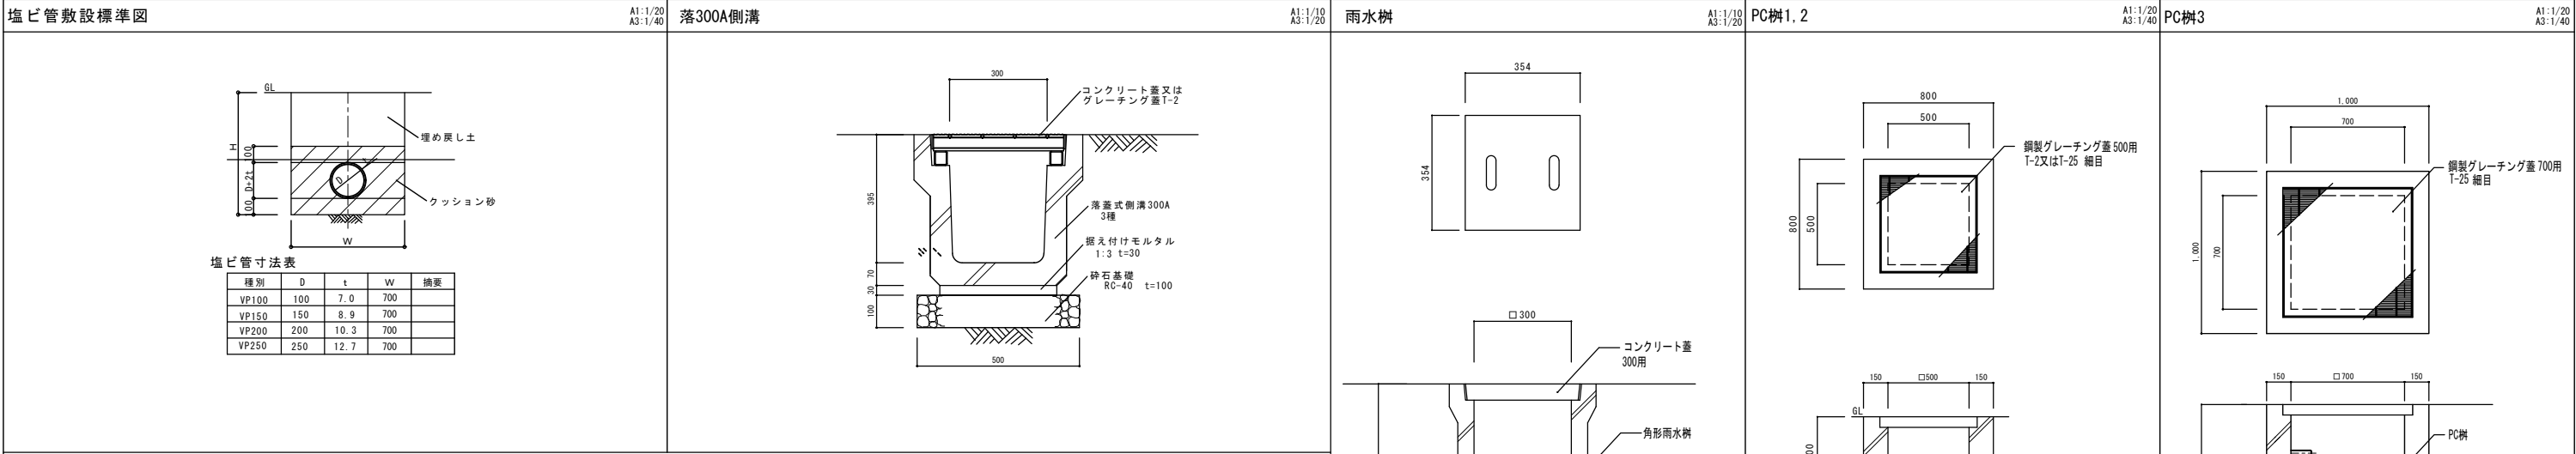 塩ビ管敷設標準図
A1:1/20
A3:1/40
GL
H
100
D+2t
100
D
t
W
埋め戻し土
クッション砂
塩ビ管寸法表
種別 D t W 摘要
VP100 100 7.0 700
VP150 150 8.9 700
VP200 200 10.3 700
VP250 250 12.7 700
落300A側溝
A1:1/10
A3:1/20
300
コンクリート蓋又は
グレーチング蓋T-2
395
70
30
100
落蓋式側溝300A
3種
据え付けモルタル
1:3 t=30
砕石基礎
RC-40 t=100
500
雨水桝
A1:1/10
A3:1/20
354
354
□300
コンクリート蓋
300用
角形雨水桝
PC桝1,2
A1:1/20
A3:1/40
800
500
800
500
鋼製グレーチング蓋500用
T-2又はT-25 細目
150 □500 150
GL
PC桝3
A1:1/20
A3:1/40
1,000
700
1,000
700
鋼製グレーチング蓋700用
T-25 細目
150 □700 150
PC桝